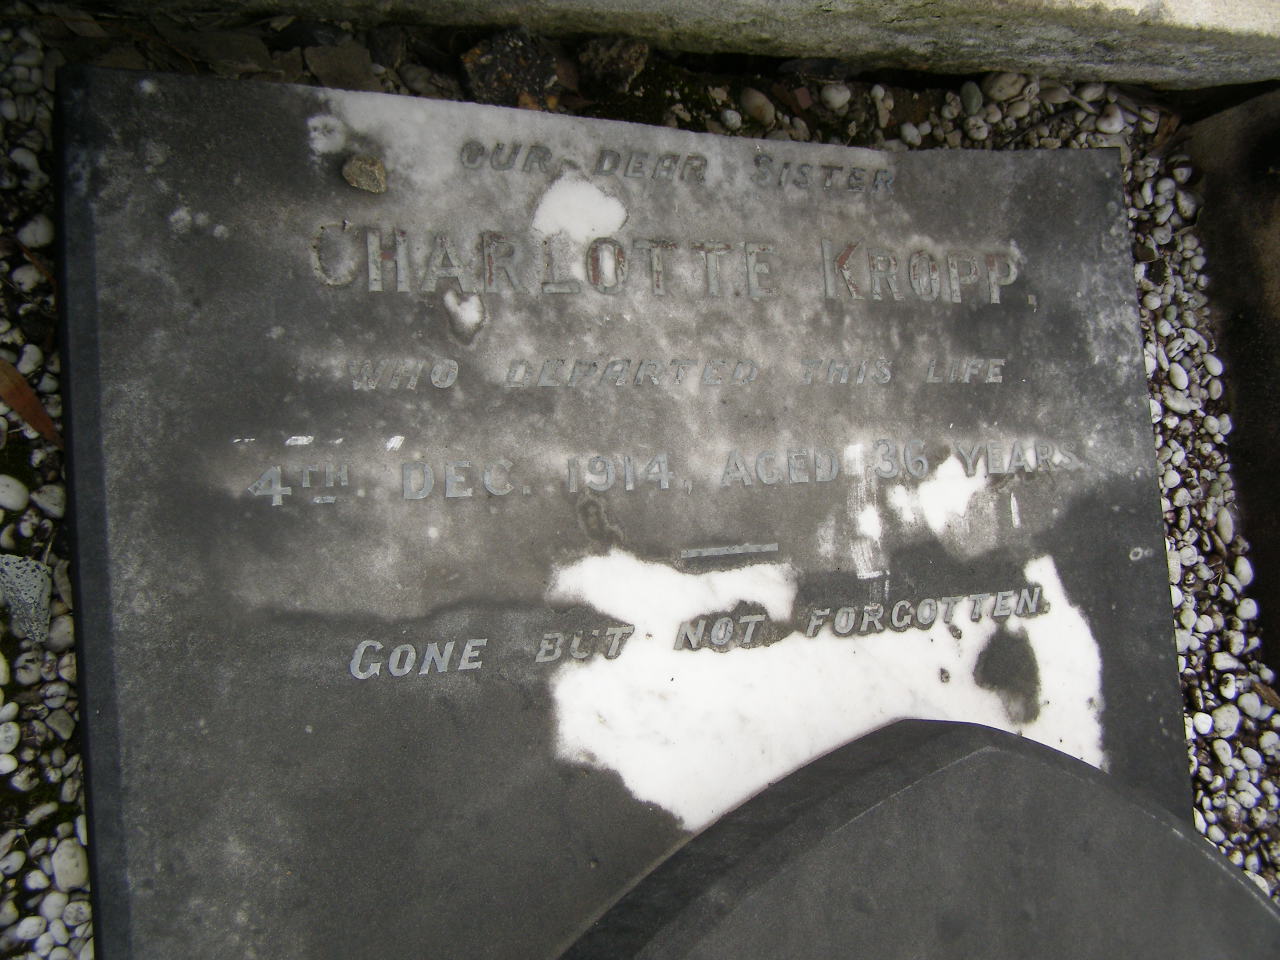 OUR DEAR SISTER
CHARLOTTE KROPP,
WHO DEPARTED THIS LIFE
4TH DEC. 1914, AGED 36 YEARS
GONE BUT NOT FORGOTTEN.